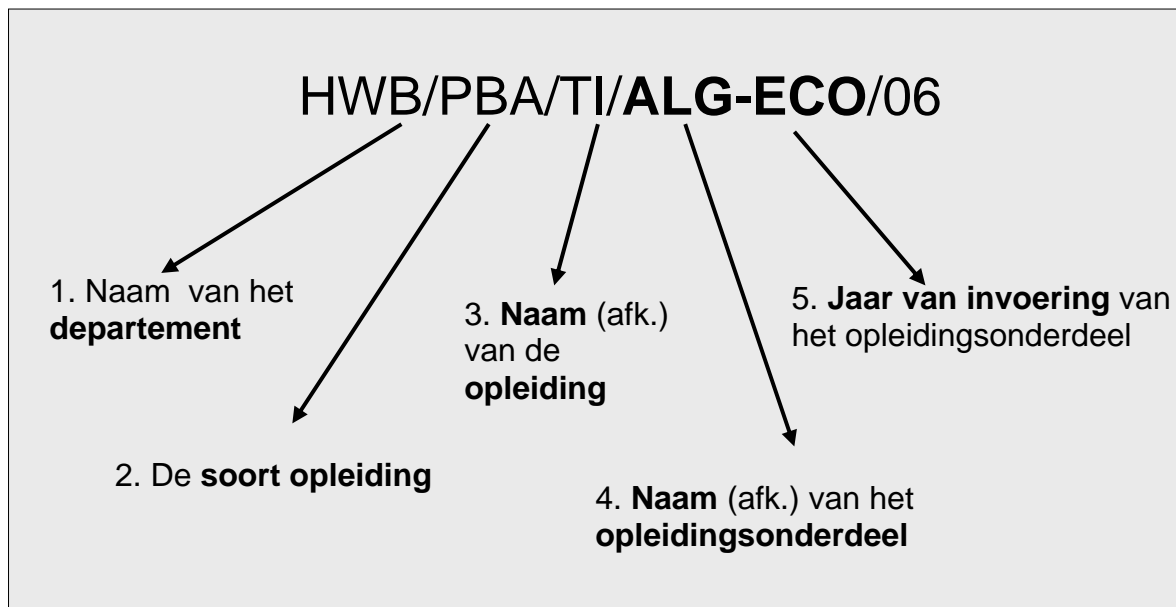 HWB/PBA/TI/ALG-ECO/06
1. Naam van het
departement
2. De soort opleiding
3. Naam (afk.)
van de
opleiding
4. Naam (afk.) van het
opleidingsonderdeel
5. Jaar van invoering van
het opleidingsonderdeel